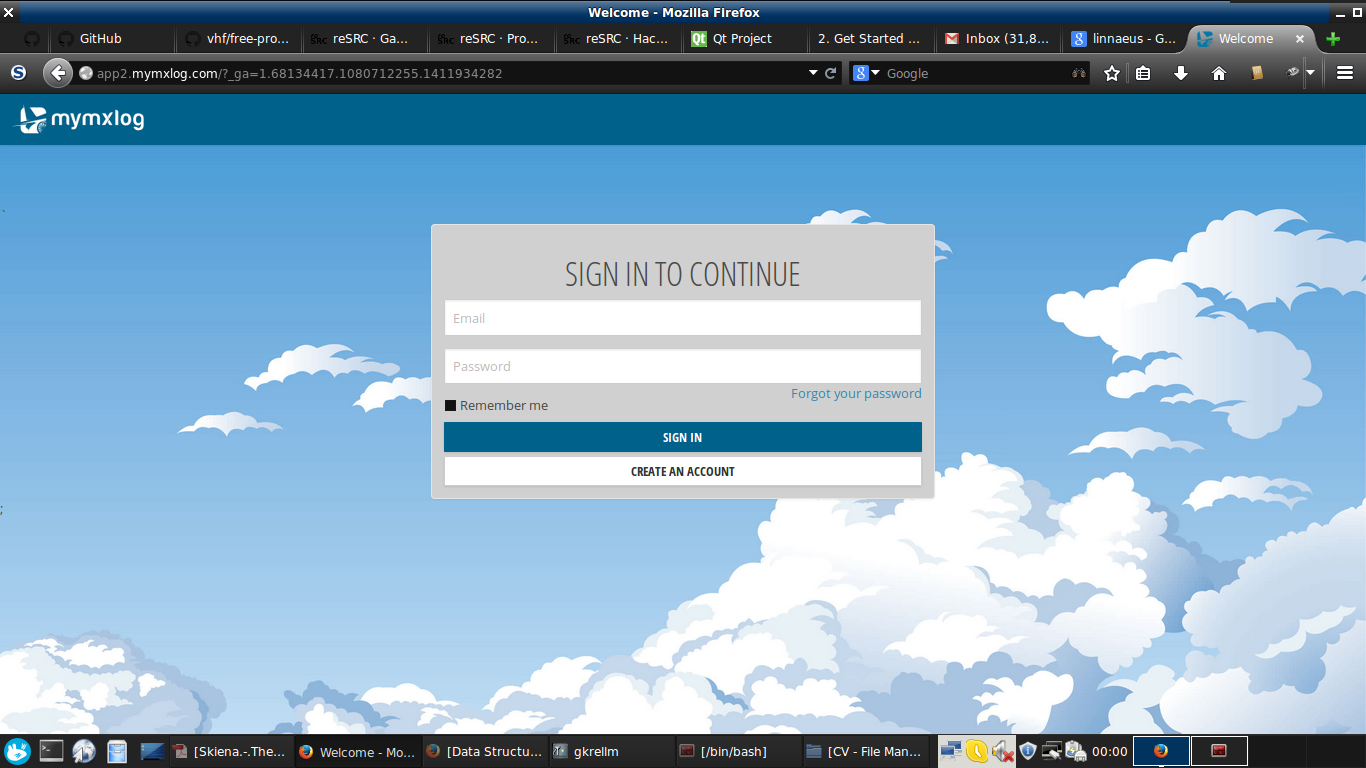 Welcome - Mozilla Firefox
GitHub
vhf/free-pro...
reSRC · Ga...
reSRC · Pro...
reSRC · Hac...
Qt Project
2. Get Started ...
Inbox (31,8...
linnaeus - G...
Welcome
app2.mymxlog.com/?_ga=1.68134417.1080712255.1411934282
Google
mymxlog
SIGN IN TO CONTINUE
Email
Password
Forgot your password
Remember me
SIGN IN
CREATE AN ACCOUNT
;
[Skiena.-.The...
Welcome - Mo...
[Data Structu...
gkrellm
[/bin/bash]
[CV - File Man...
00:00